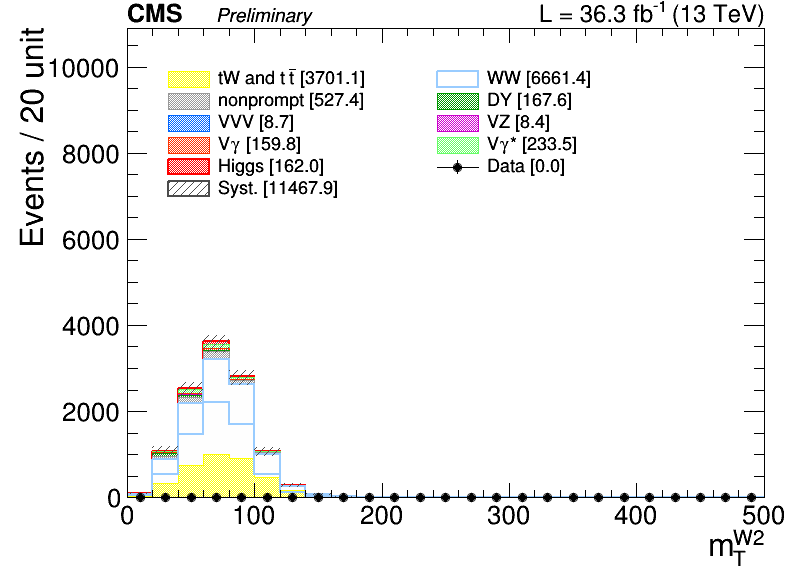 CMS Preliminary L = 36.3 fb⁻¹ (13 TeV)
Events / 20 unit
10000
8000
6000
4000
2000
0
tW and tt̄ [3701.1]
nonprompt [527.4]
VVV [8.7]
Vγ [159.8]
Higgs [162.0]
Syst. [11467.9]
WW [6661.4]
DY [167.6]
VZ [8.4]
Vγ* [233.5]
Data [0.0]
0 100 200 300 400 500
m_T^W2